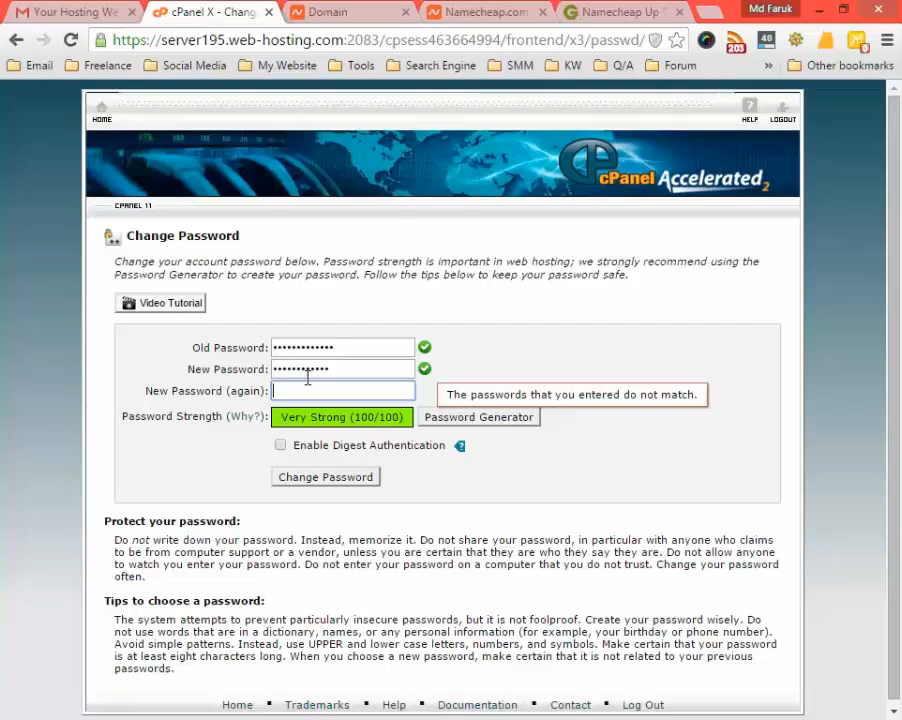 Your Hosting We
cPanel X - Chang
Domain
Namecheap.com
Namecheap Up T
Md Faruk
https://server195.web-hosting.com:2083/cpsess463664994/frontend/x3/passwd/
203
40
Email
Freelance
Social Media
My Website
Tools
Search Engine
SMM
KW
Q/A
Forum
»
Other bookmarks
HOME
HELP
LOGOUT
cPanel Accelerated2
CPANEL 11
Change Password
Change your account password below. Password strength is important in web hosting; we strongly recommend using the
Password Generator to create your password. Follow the tips below to keep your password safe.
Video Tutorial
Old Password: •••••••••••••
New Password: ••••••••••••
New Password (again):
The passwords that you entered do not match.
Password Strength (Why?): Very Strong (100/100) Password Generator
Enable Digest Authentication
Change Password
Protect your password:
Do not write down your password. Instead, memorize it. Do not share your password, in particular with anyone who claims
to be from computer support or a vendor, unless you are certain that they are who they say they are. Do not allow anyone
to watch you enter your password. Do not enter your password on a computer that you do not trust. Change your password
often.
Tips to choose a password:
The system attempts to prevent particularly insecure passwords, but it is not foolproof. Create your password wisely. Do
not use words that are in a dictionary, names, or any personal information (for example, your birthday or phone number).
Avoid simple patterns. Instead, use UPPER and lower case letters, numbers, and symbols. Make certain that your password
is at least eight characters long. When you choose a new password, make certain that it is not related to your previous
passwords.
Home ▪ Trademarks ▪ Help ▪ Documentation ▪ Contact ▪ Log Out